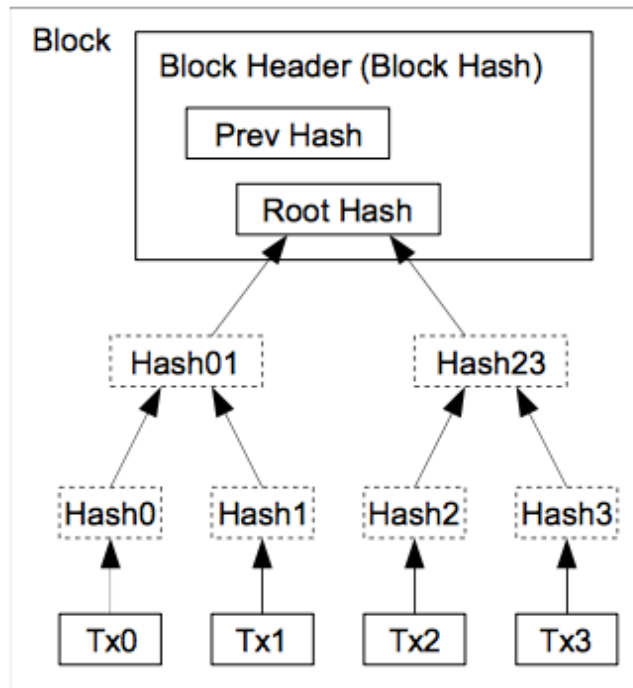 Block
Block Header (Block Hash)
Prev Hash
Root Hash
Hash01 Hash23
Hash0 Hash1 Hash2 Hash3
Tx0 Tx1 Tx2 Tx3